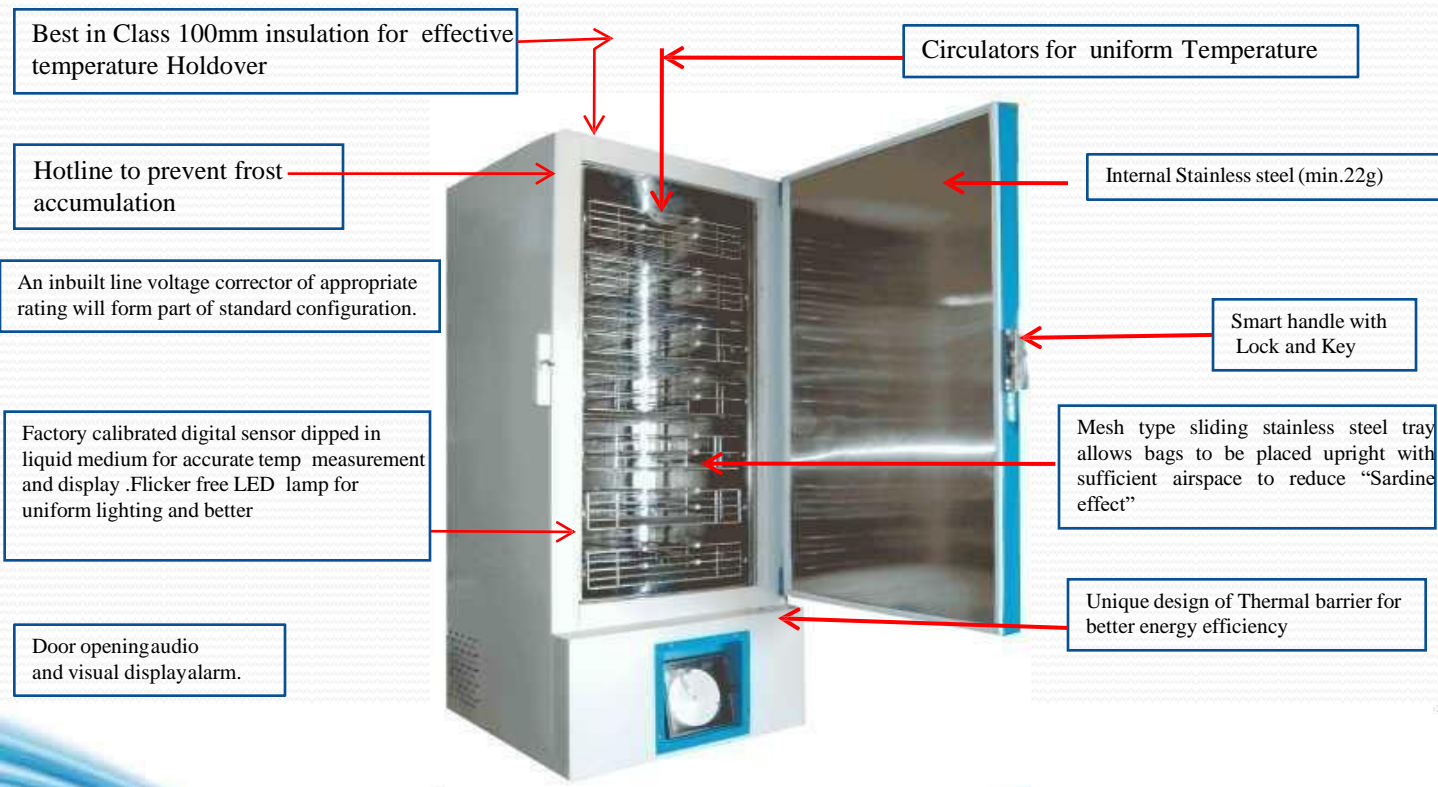 Best in Class 100mm insulation for effective
temperature Holdover
Circulators for uniform Temperature
Hotline to prevent frost
accumulation
Internal Stainless steel (min.22g)
An inbuilt line voltage corrector of appropriate
rating will form part of standard configuration.
Smart handle with
Lock and Key
Factory calibrated digital sensor dipped in
liquid medium for accurate temp measurement
and display .Flicker free LED lamp for
uniform lighting and better
Mesh type sliding stainless steel tray
allows bags to be placed upright with
sufficient airspace to reduce “Sardine
effect”
Unique design of Thermal barrier for
better energy efficiency
Door openingaudio
and visual displayalarm.